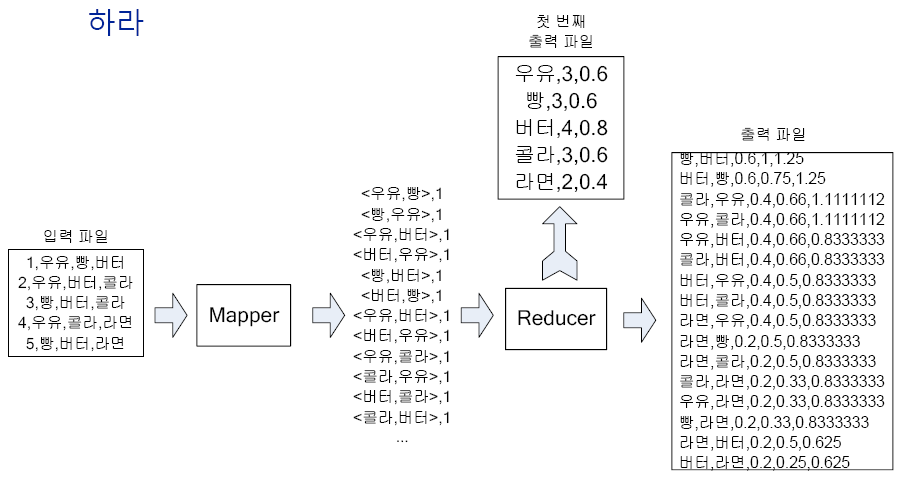 하라
첫 번째
출력 파일
우유,3,0.6
빵,3,0.6
버터,4,0.8
콜라,3,0.6
라면,2,0.4
입력 파일
1,우유,빵,버터
2,우유,버터,콜라
3,빵,버터,콜라
4,우유,콜라,라면
5,빵,버터,라면
Mapper
<우유,빵>,1
<빵,우유>,1
<우유,버터>,1
<버터,우유>,1
<빵,버터>,1
<버터,빵>,1
<우유,버터>,1
<버터,우유>,1
<우유,콜라>,1
<콜라,우유>,1
<버터,콜라>,1
<콜라,버터>,1
...
Reducer
출력 파일
빵,버터,0.6,1,1.25
버터,빵,0.6,0.75,1.25
콜라,우유,0.4,0.66,1.1111112
우유,콜라,0.4,0.66,1.1111112
우유,버터,0.4,0.66,0.8333333
콜라,버터,0.4,0.66,0.8333333
버터,우유,0.4,0.5,0.8333333
버터,콜라,0.4,0.5,0.8333333
라면,우유,0.4,0.5,0.8333333
라면,빵,0.2,0.5,0.8333333
라면,콜라,0.2,0.5,0.8333333
콜라,라면,0.2,0.33,0.8333333
우유,라면,0.2,0.33,0.8333333
빵,라면,0.2,0.33,0.8333333
라면,버터,0.2,0.5,0.625
버터,라면,0.2,0.25,0.625